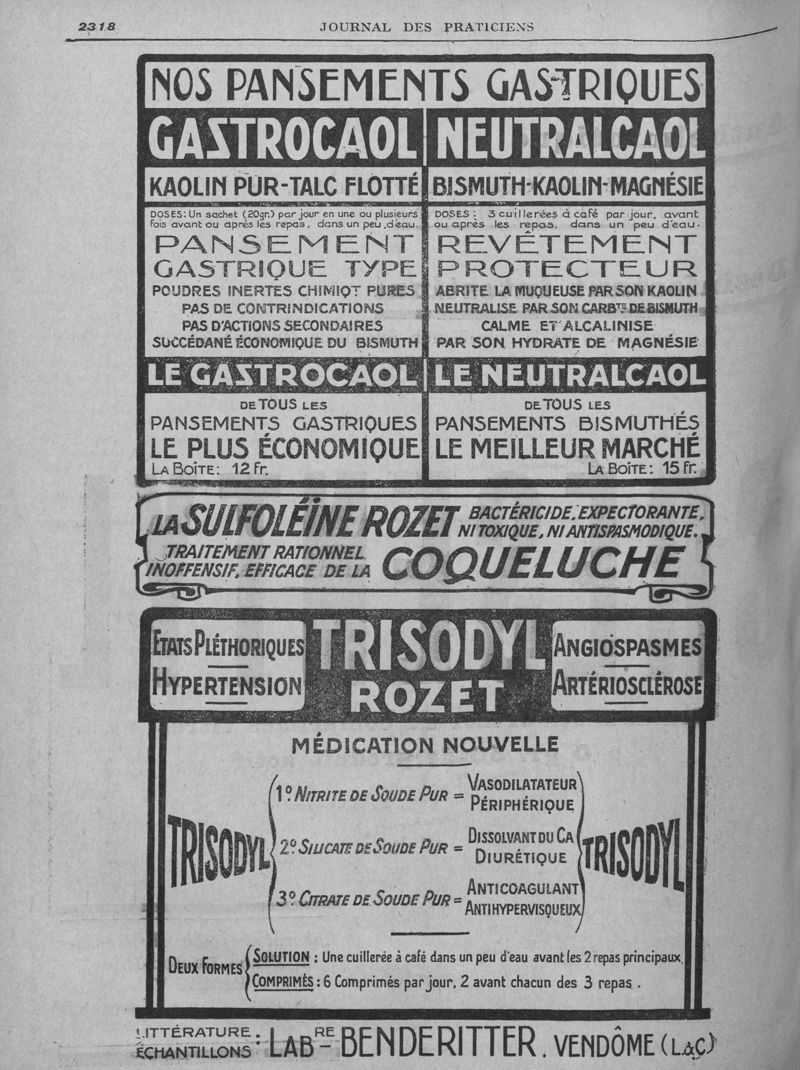 2318
JOURNAL DES PRATICIENS
NOS PANSEMENTS GASTRIQUES
GASTROCAOL
KAOLIN PUR-TALC FLOTTÉ
DOSES: Un sachet (20gr.) par jour en une ou plusieurs
fois avant ou après les repas, dans un peu d'eau.
PANSEMENT
GASTRIQUE TYPE
POUDRES INERTES CHIMIQT PURES
PAS DE CONTRINDICATIONS
PAS D'ACTIONS SECONDAIRES
SUCCÉDANÉ ÉCONOMIQUE DU BISMUTH
LE GASTROCAOL
DE TOUS LES
PANSEMENTS GASTRIQUES
LE PLUS ÉCONOMIQUE
LA BOÎTE: 12 Fr.
NEUTRALCAOL
BISMUTH-KAOLIN-MAGNÉSIE
DOSES: 3 cuillerées à café par jour, avant
ou après les repas, dans un peu d'eau.
REVÊTEMENT
PROTECTEUR
ABRITE LA MUQUEUSE PAR SON KAOLIN
NEUTRALISE PAR SON CARBTE DE BISMUTH
CALME ET ALCALINISE
PAR SON HYDRATE DE MAGNÉSIE
LE NEUTRALCAOL
DE TOUS LES
PANSEMENTS BISMUTHÉS
LE MEILLEUR MARCHÉ
LA BOÎTE: 15 Fr.
LA SULFOLÉINE ROZET BACTÉRICIDE, EXPECTORANTE,
NI TOXIQUE, NI ANTISPASMODIQUE.
TRAITEMENT RATIONNEL
INOFFENSIF, EFFICACE DE LA COQUELUCHE
ETATS PLÉTHORIQUES
HYPERTENSION
TRISODYL
ROZET
ANGIOSPASMES
ARTÉRIOSCLÉROSE
MÉDICATION NOUVELLE
TRISODYL
1º. NITRITE DE SOUDE PUR = VASODILATATEUR
PÉRIPHÉRIQUE
2º. SILICATE DE SOUDE PUR = DISSOLVANT DU CA
DIURÉTIQUE
3º. CITRATE DE SOUDE PUR = ANTICOAGULANT
ANTIHYPERVISQUEUX
TRISODYL
DEUX FORMES
SOLUTION : Une cuillerée à café dans un peu d'eau avant les 2 repas principaux.
COMPRIMÉS : 6 Comprimés par jour, 2 avant chacun des 3 repas.
LITTÉRATURE.
ÉCHANTILLONS : LABRE- BENDERITTER. VENDÔME (L.&C)